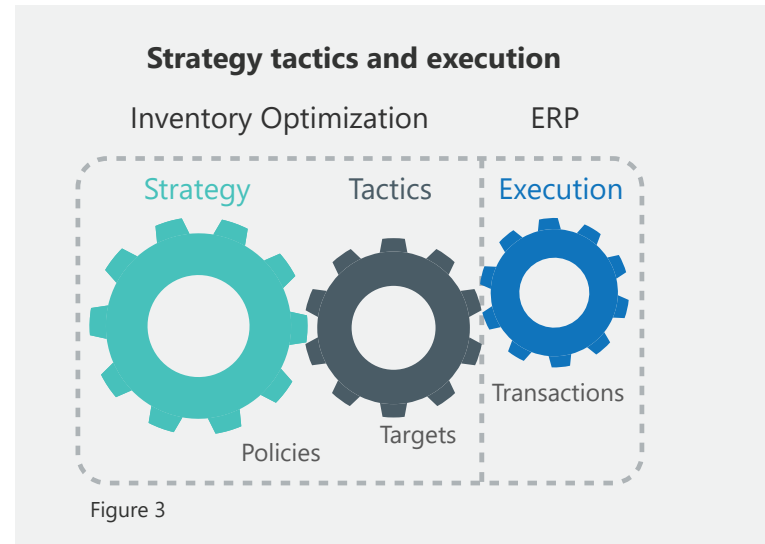 Strategy tactics and execution
Inventory Optimization ERP
Strategy Tactics Execution
Transactions
Targets
Policies
Figure 3